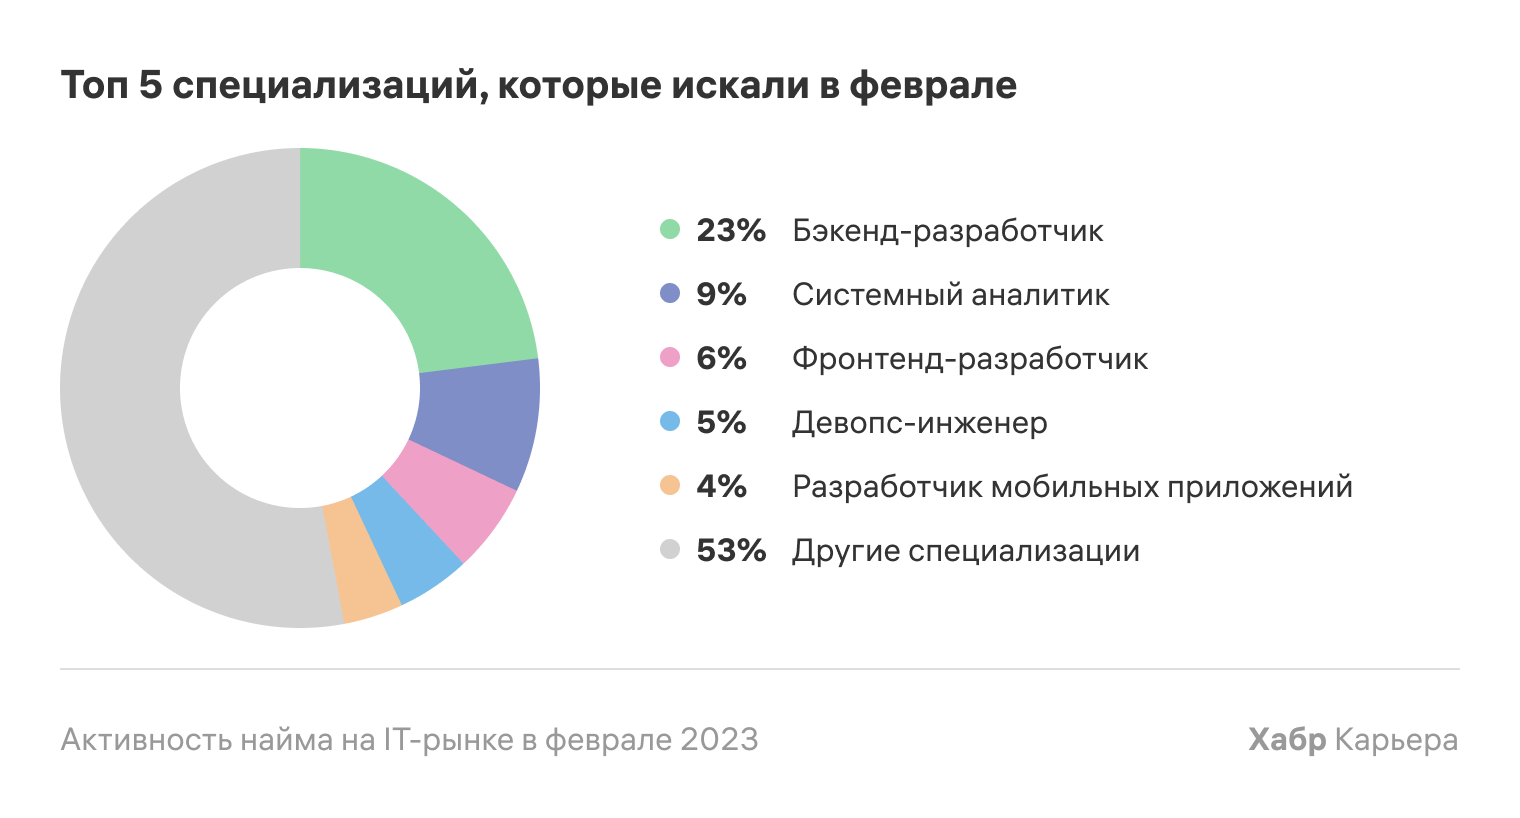 Топ 5 специализаций, которые искали в феврале
23% Бэкенд-разработчик
9% Системный аналитик
6% Фронтенд-разработчик
5% Девопс-инженер
4% Разработчик мобильных приложений
53% Другие специализации
Активность найма на IT-рынке в феврале 2023
Хабр Карьера